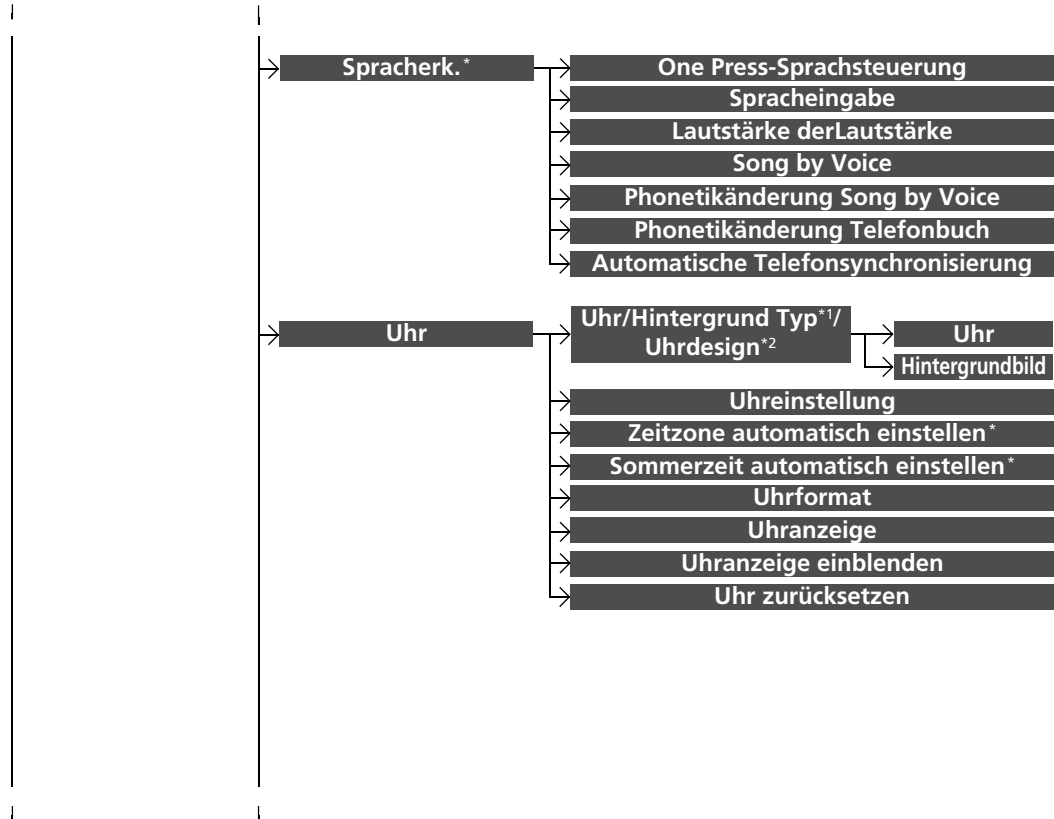 Spracherk.*
One Press-Sprachsteuerung
Spracheingabe
Lautstärke derLautstärke
Song by Voice
Phonetikänderung Song by Voice
Phonetikänderung Telefonbuch
Automatische Telefonsynchronisierung
Uhr
Uhr/Hintergrund Typ*1/
Uhrdesign*2
Uhr
Hintergrundbild
Uhreinstellung
Zeitzone automatisch einstellen*
Sommerzeit automatisch einstellen*
Uhrformat
Uhranzeige
Uhranzeige einblenden
Uhr zurücksetzen